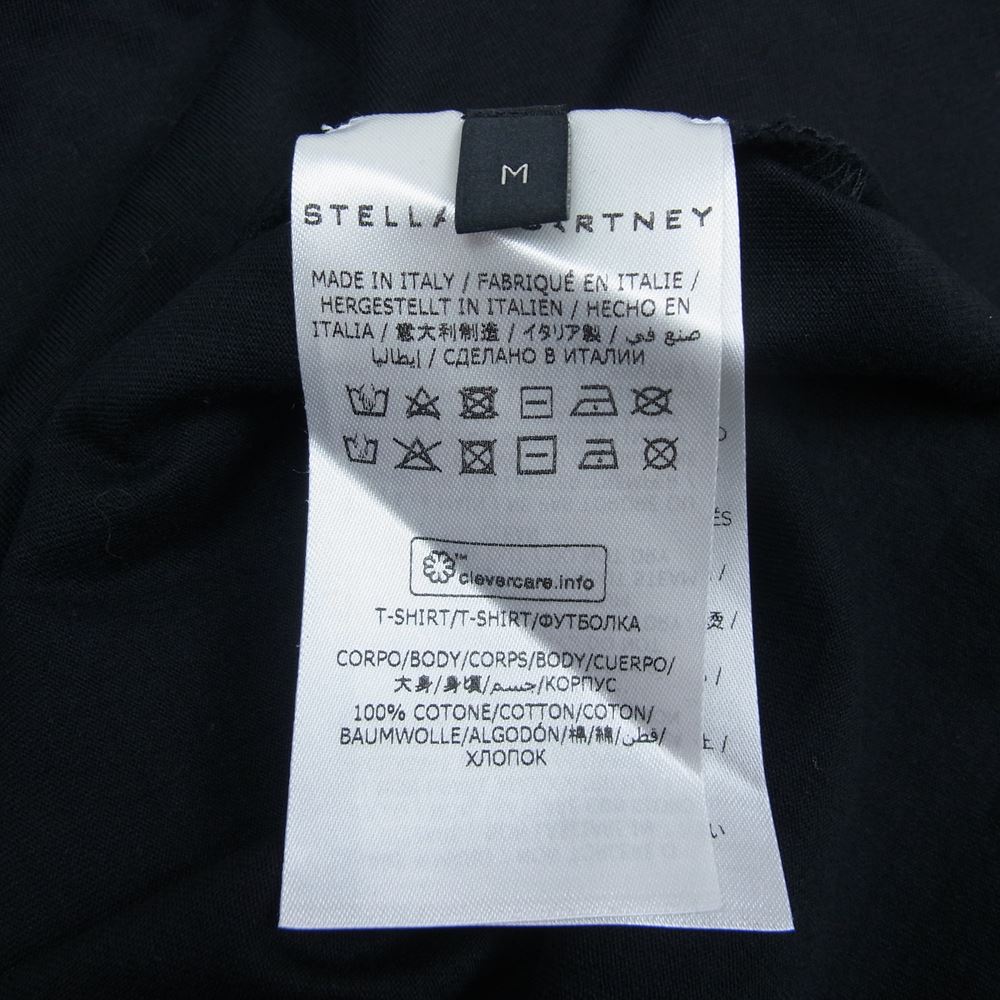 M
STELLA McCARTNEY
MADE IN ITALY / FABRIQUÉ EN ITALIE /
HERGESTELLT IN ITALIEN / HECHO EN
ITALIA / 意大利制造 / イタリア製 / صنع في
إيطاليا / СДЕЛАНО В ИТАЛИИ
™
clevercare.info
T-SHIRT/T-SHIRT/ФУТБОЛКА
CORPO/BODY/CORPS/BODY/CUERPO/
大身/身頃/جسم/КОРПУС
100% COTONE/COTTON/COTON/
BAUMWOLLE/ALGODÓN/棉/綿/قطن/
ХЛОПОК